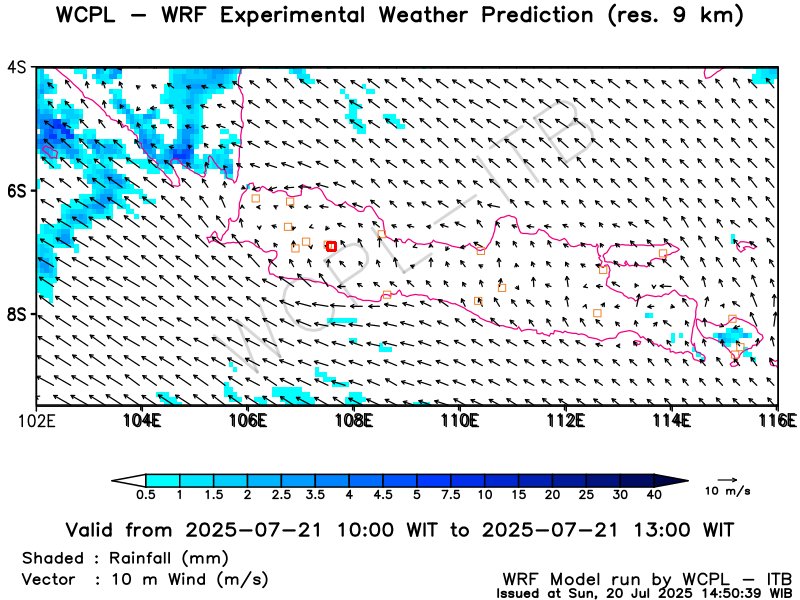 WCPL – WRF Experimental Weather Prediction (res. 9 km)
4S
6S
8S
WCPL-ITB
102E 104E 106E 108E 110E 112E 114E 116E
0.5 1 1.5 2 2.5 3.5 4 4.5 5 7.5 10 15 20 25 30 40
10 m/s
Valid from 2025-07-21 10:00 WIT to 2025-07-21 13:00 WIT
Shaded : Rainfall (mm)
Vector : 10 m Wind (m/s)
WRF Model run by WCPL – ITB
Issued at Sun, 20 Jul 2025 14:50:39 WIB